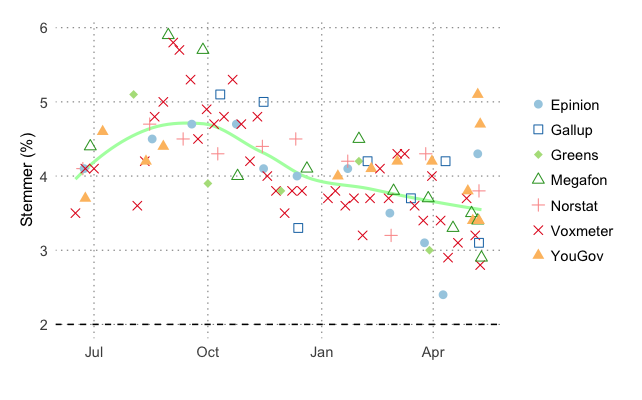 Stemmer (%)
6
5
4
3
2
Jul Oct Jan Apr
Epinion
Gallup
Greens
Megafon
Norstat
Voxmeter
YouGov